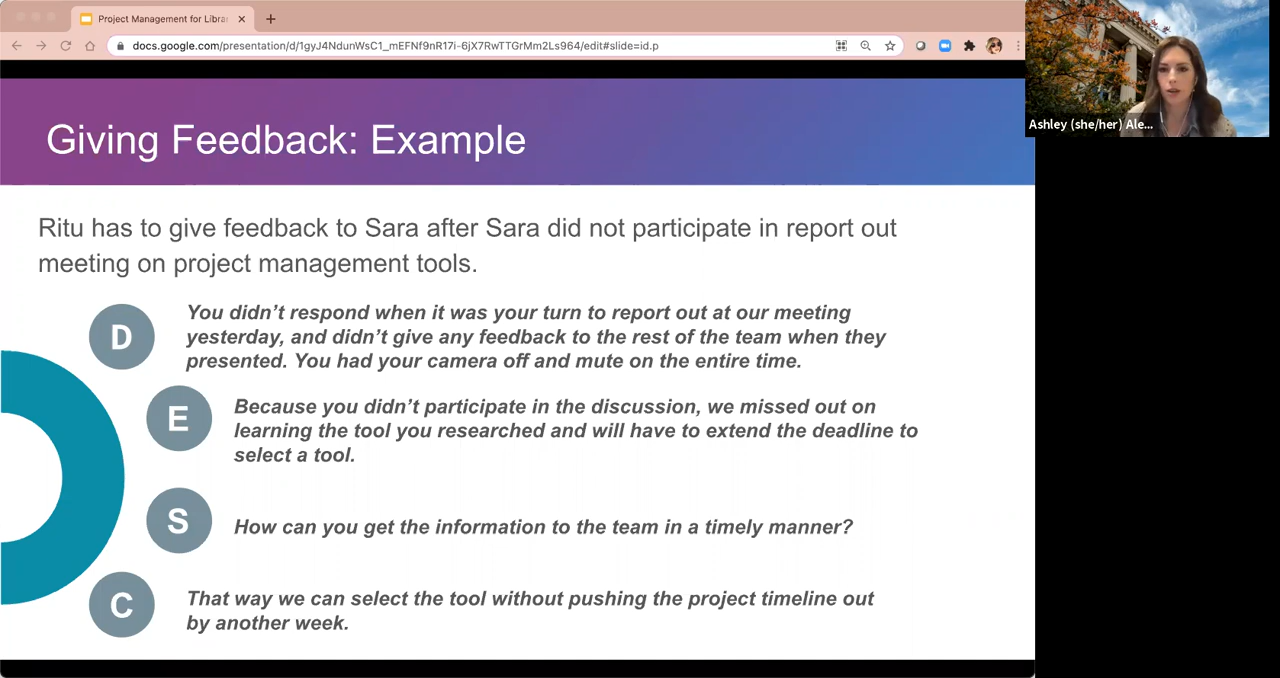 Project Management for Libra
docs.google.com/presentation/d/1gyJ4NdunWsC1_mEFNf9nR17i-6jX7RwTTGrMm2Ls964/edit#slide=id.p
Ashley (she/her) Ale...
Giving Feedback: Example
Ritu has to give feedback to Sara after Sara did not participate in report out
meeting on project management tools.
D
You didn’t respond when it was your turn to report out at our meeting
yesterday, and didn’t give any feedback to the rest of the team when they
presented. You had your camera off and mute on the entire time.
E
Because you didn’t participate in the discussion, we missed out on
learning the tool you researched and will have to extend the deadline to
select a tool.
S
How can you get the information to the team in a timely manner?
C
That way we can select the tool without pushing the project timeline out
by another week.